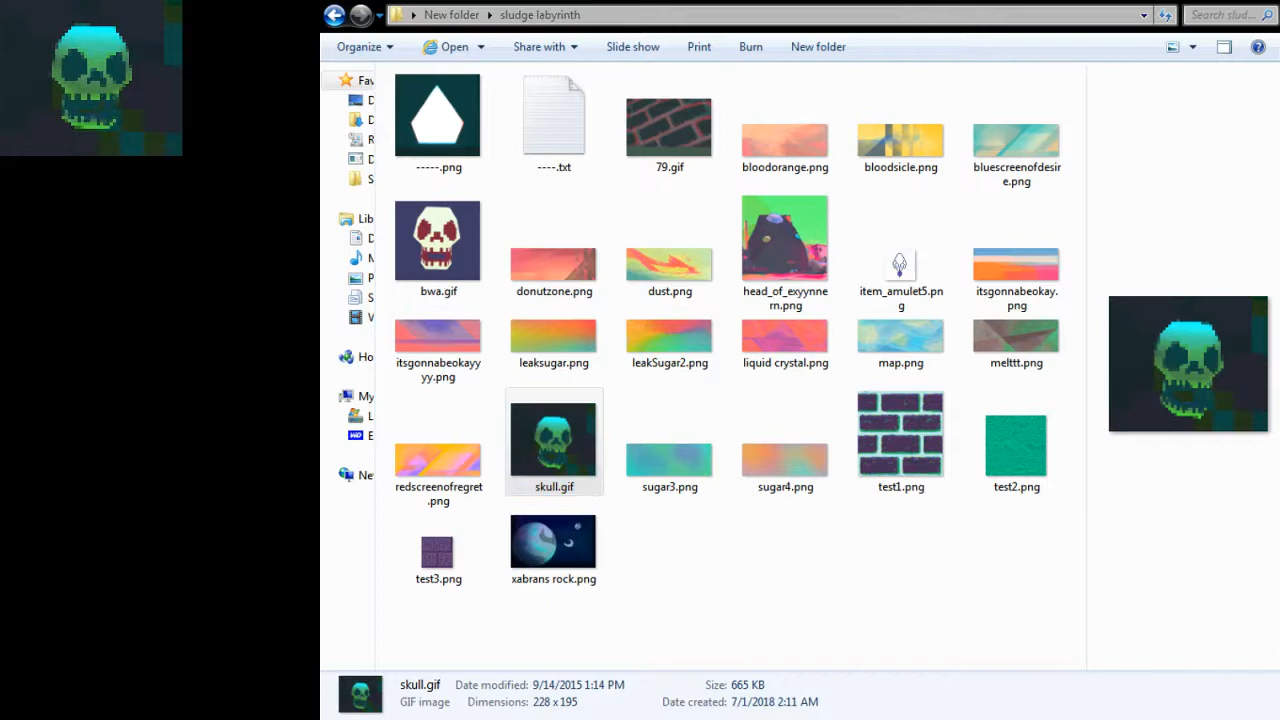 New folder ▸ sludge labyrinth
Search slud...
Organize Open Share with Slide show Print Burn New folder
Fav
D
D
R
D
S
Lib
D
M
P
S
V
Ho
My
L
E
Ne
-----.png
----.txt
79.gif
bloodorange.png
bloodsicle.png
bluescreenofdesir
e.png
bwa.gif
donutzone.png
dust.png
head_of_exyynne
rn.png
item_amulet5.pn
g
itsgonnabeokay.
png
itsgonnabeokayy
yy.png
leaksugar.png
leakSugar2.png
liquid crystal.png
map.png
melttt.png
redscreenofregret
.png
skull.gif
sugar3.png
sugar4.png
test1.png
test2.png
test3.png
xabrans rock.png
skull.gif Date modified: 9/14/2015 1:14 PM Size: 665 KB
GIF image Dimensions: 228 x 195 Date created: 7/1/2018 2:11 AM